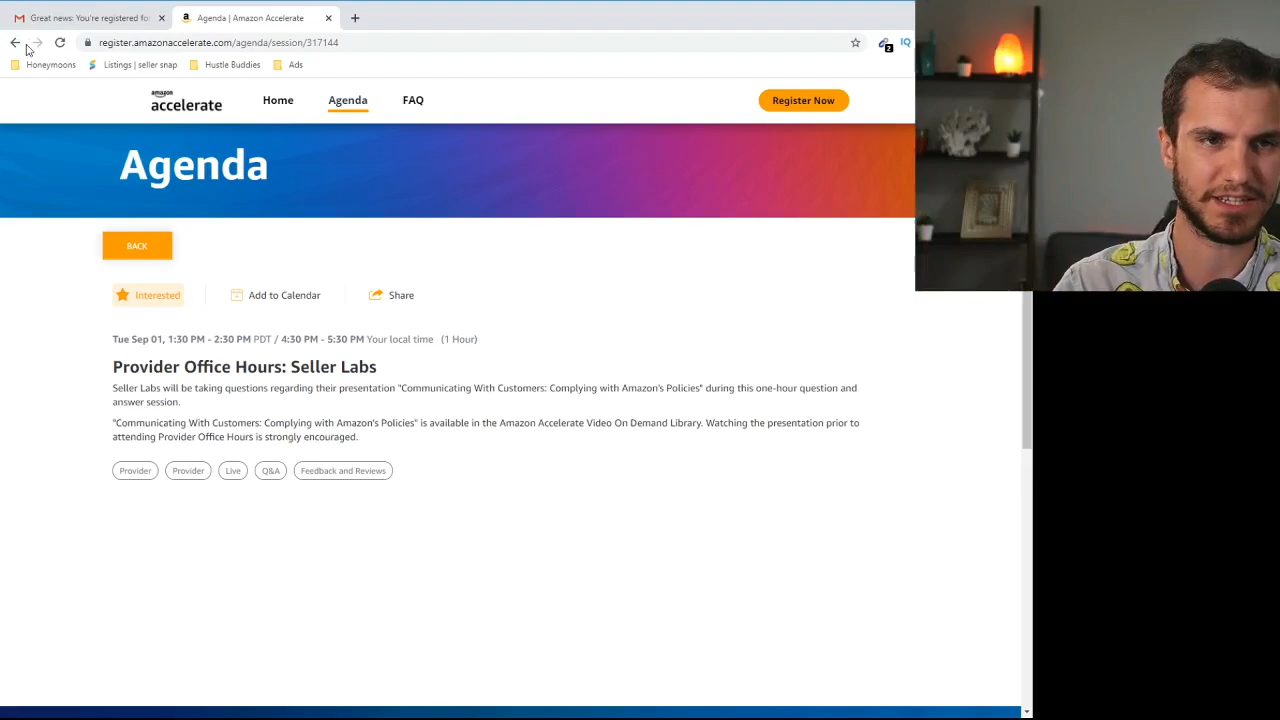 Great news: You're registered fo
Agenda | Amazon Accelerate
register.amazonaccelerate.com/agenda/session/317144
2
IQ
Honeymoons
Listings | seller snap
Hustle Buddies
Ads
amazon
accelerate
Home
Agenda
FAQ
Register Now
Agenda
BACK
Interested
Add to Calendar
Share
Tue Sep 01, 1:30 PM - 2:30 PM PDT / 4:30 PM - 5:30 PM Your local time (1 Hour)
Provider Office Hours: Seller Labs
Seller Labs will be taking questions regarding their presentation "Communicating With Customers: Complying with Amazon's Policies" during this one-hour question and
answer session.
"Communicating With Customers: Complying with Amazon's Policies" is available in the Amazon Accelerate Video On Demand Library. Watching the presentation prior to
attending Provider Office Hours is strongly encouraged.
Provider
Provider
Live
Q&A
Feedback and Reviews